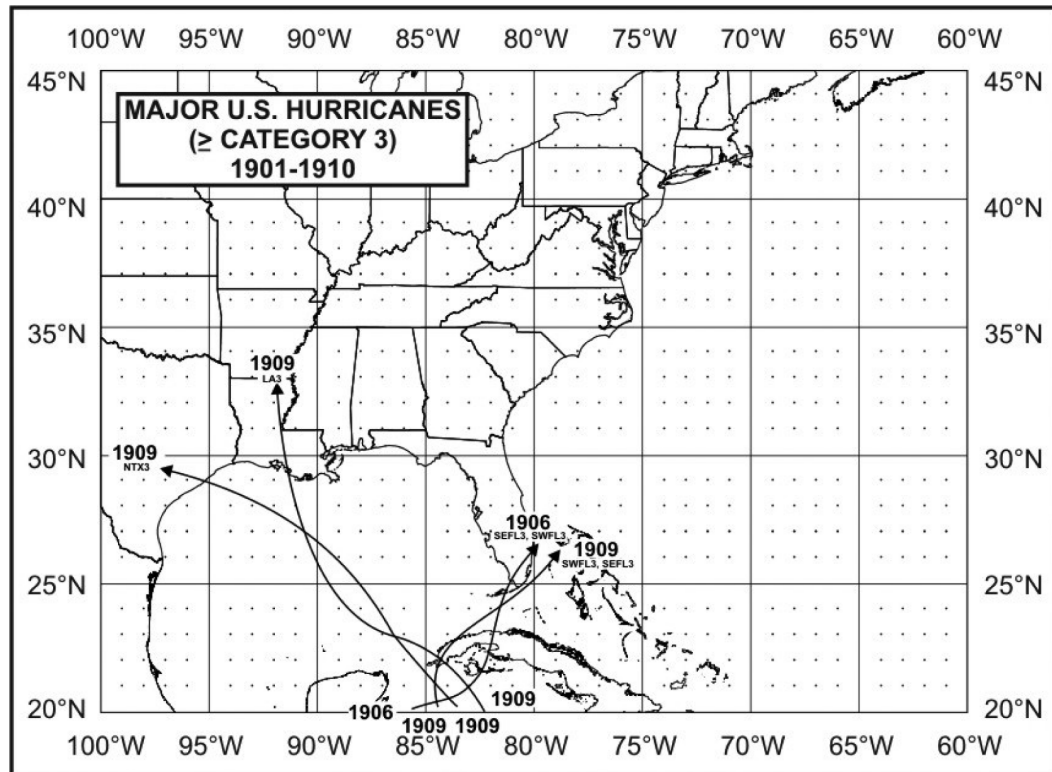 100°W 95°W 90°W 85°W 80°W 75°W 70°W 65°W 60°W
45°N 45°N
MAJOR U.S. HURRICANES
(≥ CATEGORY 3)
1901-1910
40°N 40°N
35°N 35°N
1909
LA3
1909
NTX3
30°N 30°N
1906
SEFL3, SWFL3
1909
SWFL3, SEFL3
25°N 25°N
1909
20°N 20°N
1906
1909 1909
100°W 95°W 90°W 85°W 80°W 75°W 70°W 65°W 60°W